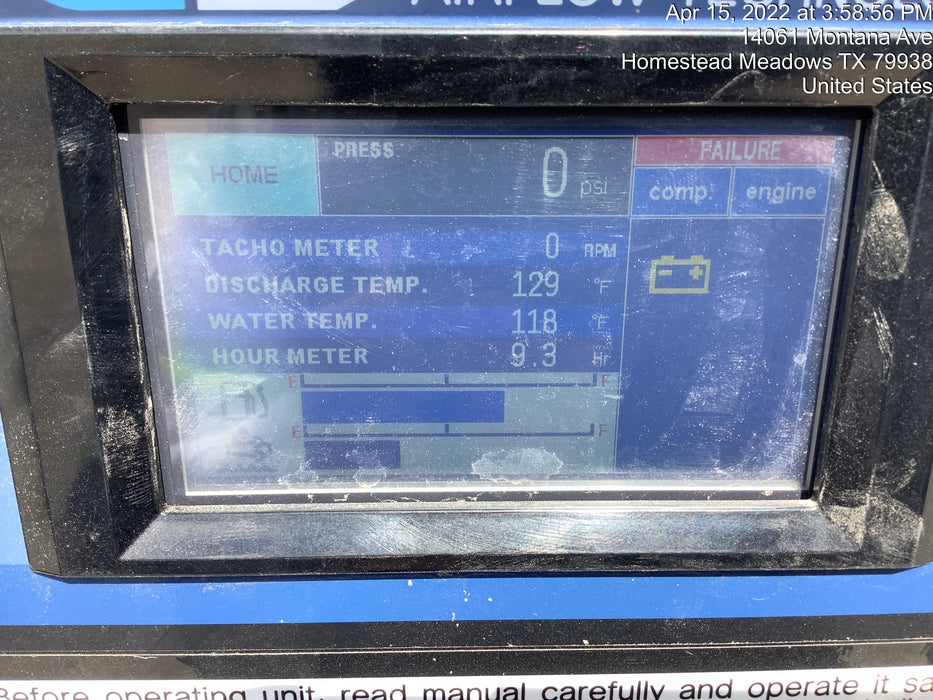 Apr 15, 2022 at 3:58:56 PM
14061 Montana Ave
Homestead Meadows TX 79938
United States
HOME
PRESS
0 psi
FAILURE
comp. engine
TACHO METER 0 RPM
DISCHARGE TEMP. 129 °F
WATER TEMP. 118 °F
HOUR METER 9.3 Hr
E F
E F
Before operating unit, read manual carefully and operate it